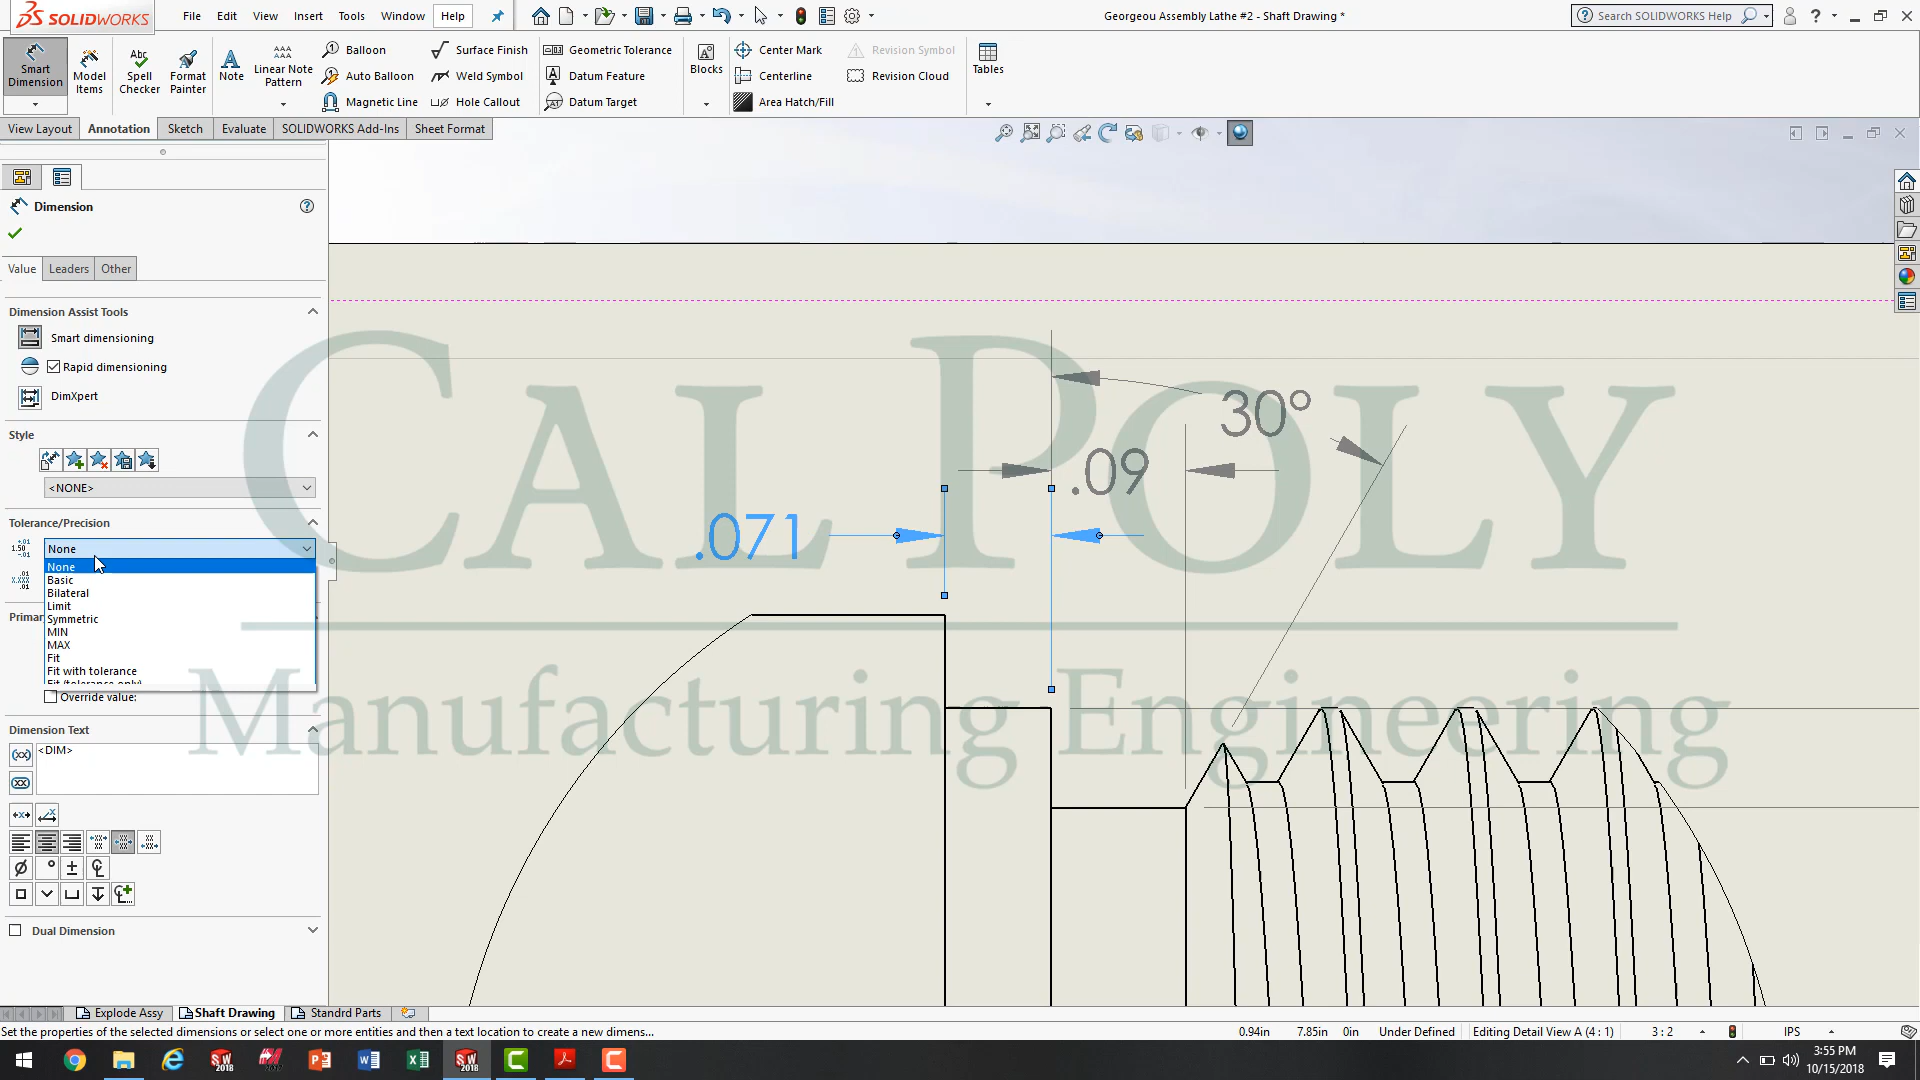 SOLIDWORKS
File
Edit
View
Insert
Tools
Window
Help
Georgeou Assembly Lathe #2 - Shaft Drawing *
Search SOLIDWORKS Help
Smart
Dimension
Model
Items
Spell
Checker
Format
Painter
Note
Linear Note
Pattern
Balloon
Auto Balloon
Magnetic Line
Surface Finish
Weld Symbol
Hole Callout
Geometric Tolerance
Datum Feature
Datum Target
Blocks
Center Mark
Centerline
Area Hatch/Fill
Revision Symbol
Revision Cloud
Tables
View Layout
Annotation
Sketch
Evaluate
SOLIDWORKS Add-Ins
Sheet Format
Dimension
Value
Leaders
Other
Dimension Assist Tools
Smart dimensioning
Rapid dimensioning
DimXpert
Style
<NONE>
Tolerance/Precision
None
None
Basic
Bilateral
Limit
Symmetric
MIN
MAX
Fit
Fit with tolerance
Fit (tolerance only)
Override value:
Dimension Text
<DIM>
Dual Dimension
CAL POLY
Manufacturing Engineering
30°
.09
.071
Explode Assy
Shaft Drawing
Standrd Parts
Set the properties of the selected dimensions or select one or more entities and then a text location to create a new dimens...
0.94in
7.85in
0in
Under Defined
Editing Detail View A (4 : 1)
3 : 2
IPS
3:55 PM
10/15/2018